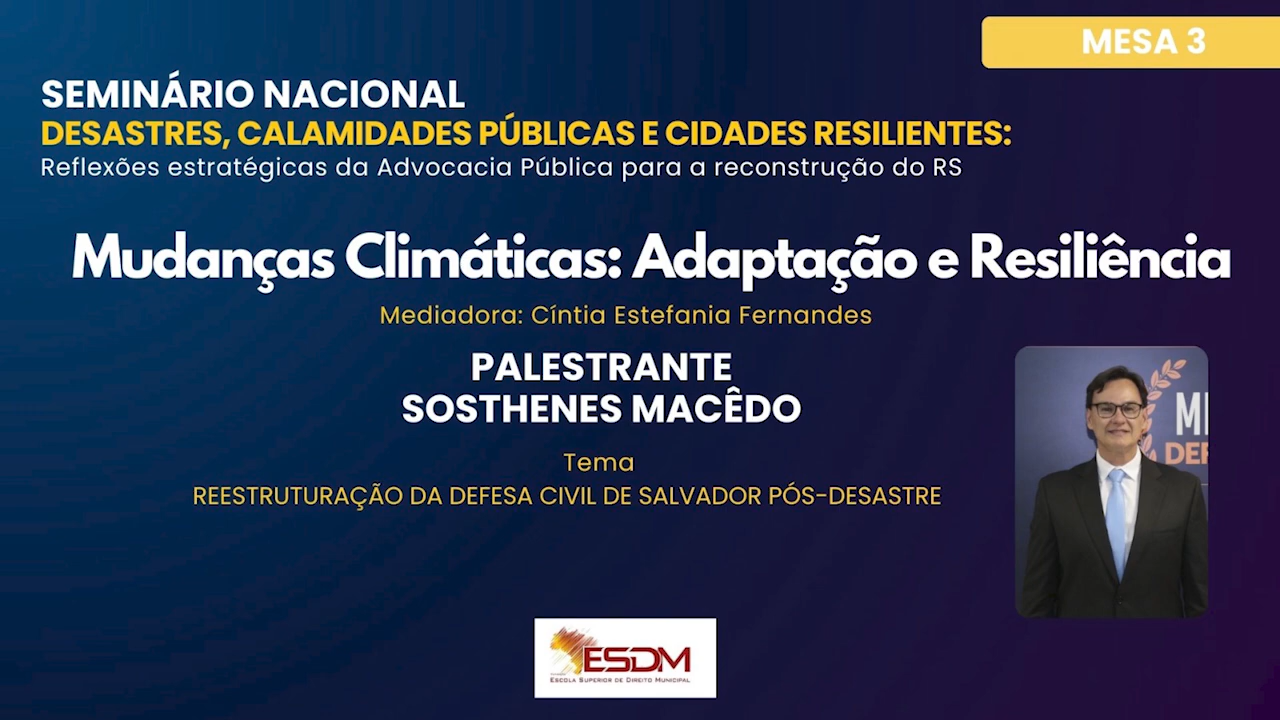 MESA 3
SEMINÁRIO NACIONAL
DESASTRES, CALAMIDADES PÚBLICAS E CIDADES RESILIENTES:
Reflexões estratégicas da Advocacia Pública para a reconstrução do RS
Mudanças Climáticas: Adaptação e Resiliência
Mediadora: Cíntia Estefania Fernandes
PALESTRANTE
SOSTHENES MACÊDO
Tema
REESTRUTURAÇÃO DA DEFESA CIVIL DE SALVADOR PÓS-DESASTRE
ESDM
ESCOLA SUPERIOR DE DIREITO MUNICIPAL